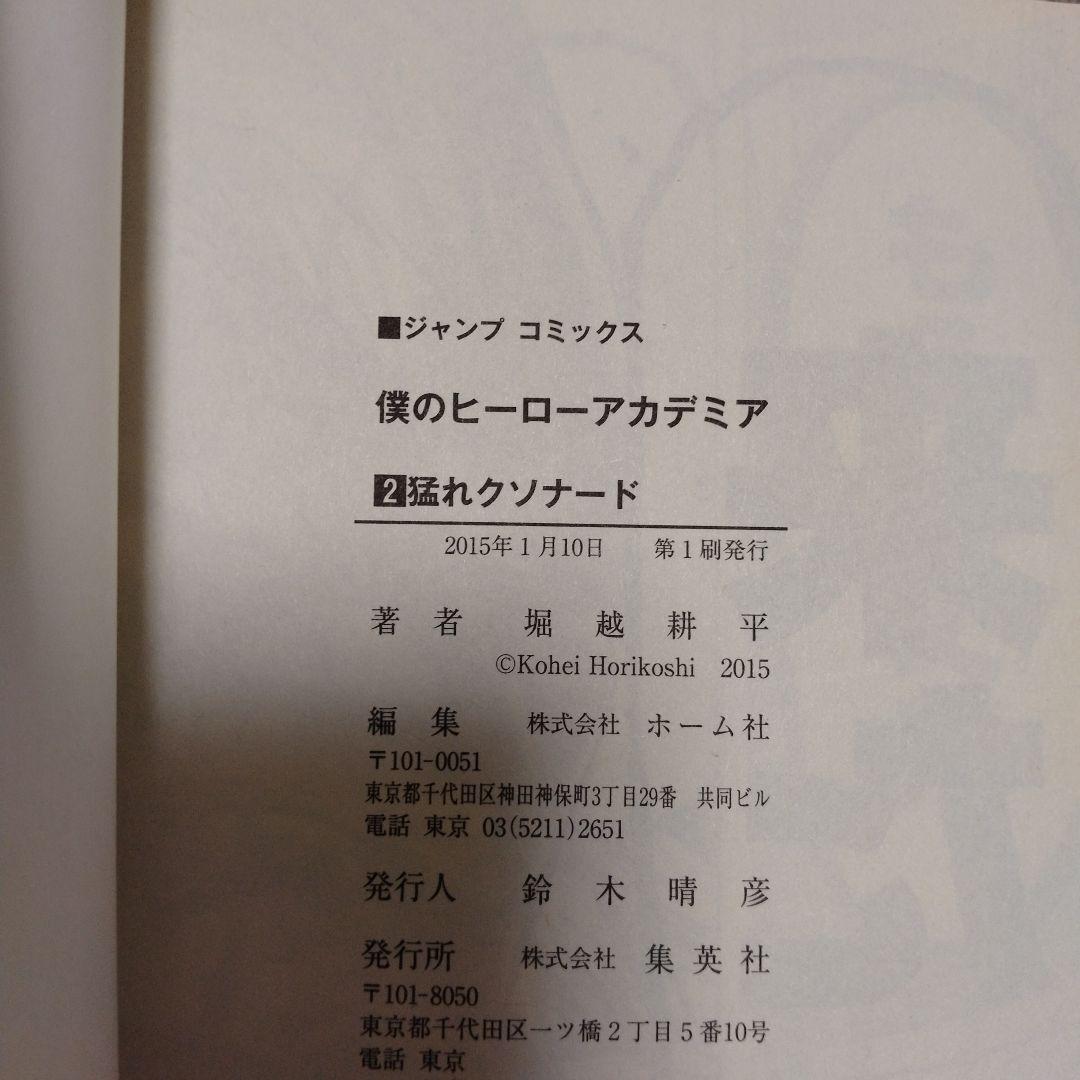 ■ジャンプ コミックス
僕のヒーローアカデミア
2猛れクソナード
2015年1月10日 第1刷発行
著者 堀越耕平
©Kohei Horikoshi 2015
編集 株式会社 ホーム社
〒101-0051
東京都千代田区神田神保町3丁目29番 共同ビル
電話 東京 03(5211)2651
発行人 鈴木晴彦
発行所 株式会社 集英社
〒101-8050
東京都千代田区一ツ橋2丁目5番10号
電話 東京